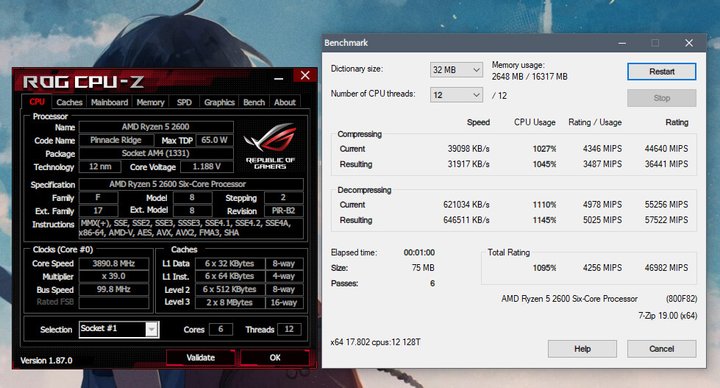 ROG CPU-Z
CPU Caches Mainboard Memory SPD Graphics Bench About
Processor
Name AMD Ryzen 5 2600
Code Name Pinnade Ridge Max TDP 65.0 W
Package Socket AM4 (1331)
Technology 12 nm Core Voltage 1.188 V
REPUBLIC OF
GAMERS
Specification AMD Ryzen 5 2600 Six-Core Processor
Family F Model 8 Stepping 2
Ext. Family 17 Ext. Model 8 Revision PiR-B2
Instructions MMX(+), SSE, SSE2, SSE3, SSSE3, SSE4.1, SSE4.2, SSE4A,
x86-64, AMD-V, AES, AVX, AVX2, FMA3, SHA
Clocks (Core #0)
Core Speed 3890.8 MHz
Multiplier x 39.0
Bus Speed 99.8 MHz
Rated FSB
Caches
L1 Data 6 x 32 KBytes 8-way
L1 Inst. 6 x 64 KBytes 4-way
Level 2 6 x 512 KBytes 8-way
Level 3 2 x 8 MBytes 16-way
Selection Socket #1 Cores 6 Threads 12
Version 1.87.0 Validate OK
Benchmark
Dictionary size: 32 MB Memory usage:
2648 MB / 16317 MB
Restart
Number of CPU threads: 12 / 12
Stop
Speed CPU Usage Rating / Usage Rating
Compressing
Current 39098 KB/s 1027% 4346 MIPS 44640 MIPS
Resulting 31917 KB/s 1045% 3487 MIPS 36441 MIPS
Decompressing
Current 621034 KB/s 1110% 4978 MIPS 55256 MIPS
Resulting 646511 KB/s 1145% 5025 MIPS 57522 MIPS
Elapsed time: 00:01:00
Size: 75 MB
Passes: 6
Total Rating
1095% 4256 MIPS 46982 MIPS
AMD Ryzen 5 2600 Six-Core Processor (800F82)
7-Zip 19.00 (x64)
x64 17.802 cpus:12 128T
Help Cancel